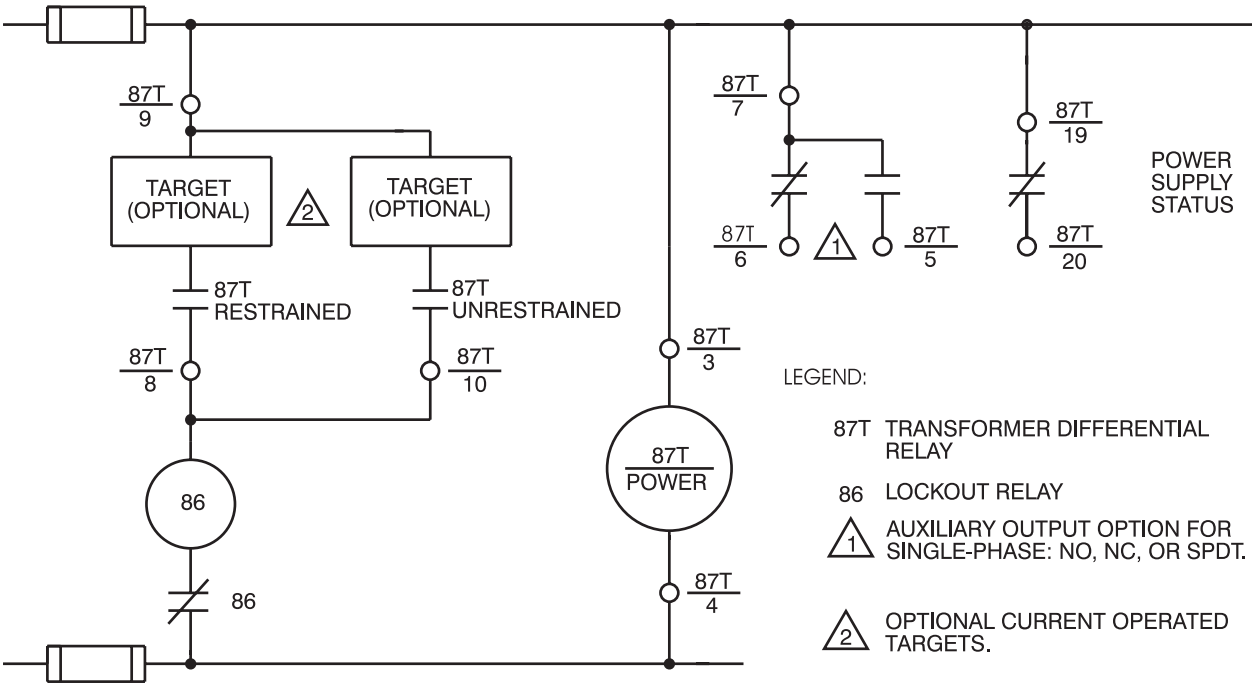 87T
9
TARGET
(OPTIONAL)
2
TARGET
(OPTIONAL)
87T
RESTRAINED
87T
UNRESTRAINED
87T
8
87T
10
86
86
87T
3
87T
POWER
87T
4
87T
7
87T
6
1
87T
5
87T
19
87T
20
POWER
SUPPLY
STATUS
LEGEND:
87T TRANSFORMER DIFFERENTIAL
RELAY
86 LOCKOUT RELAY
1 AUXILIARY OUTPUT OPTION FOR
SINGLE-PHASE: NO, NC, OR SPDT.
2 OPTIONAL CURRENT OPERATED
TARGETS.